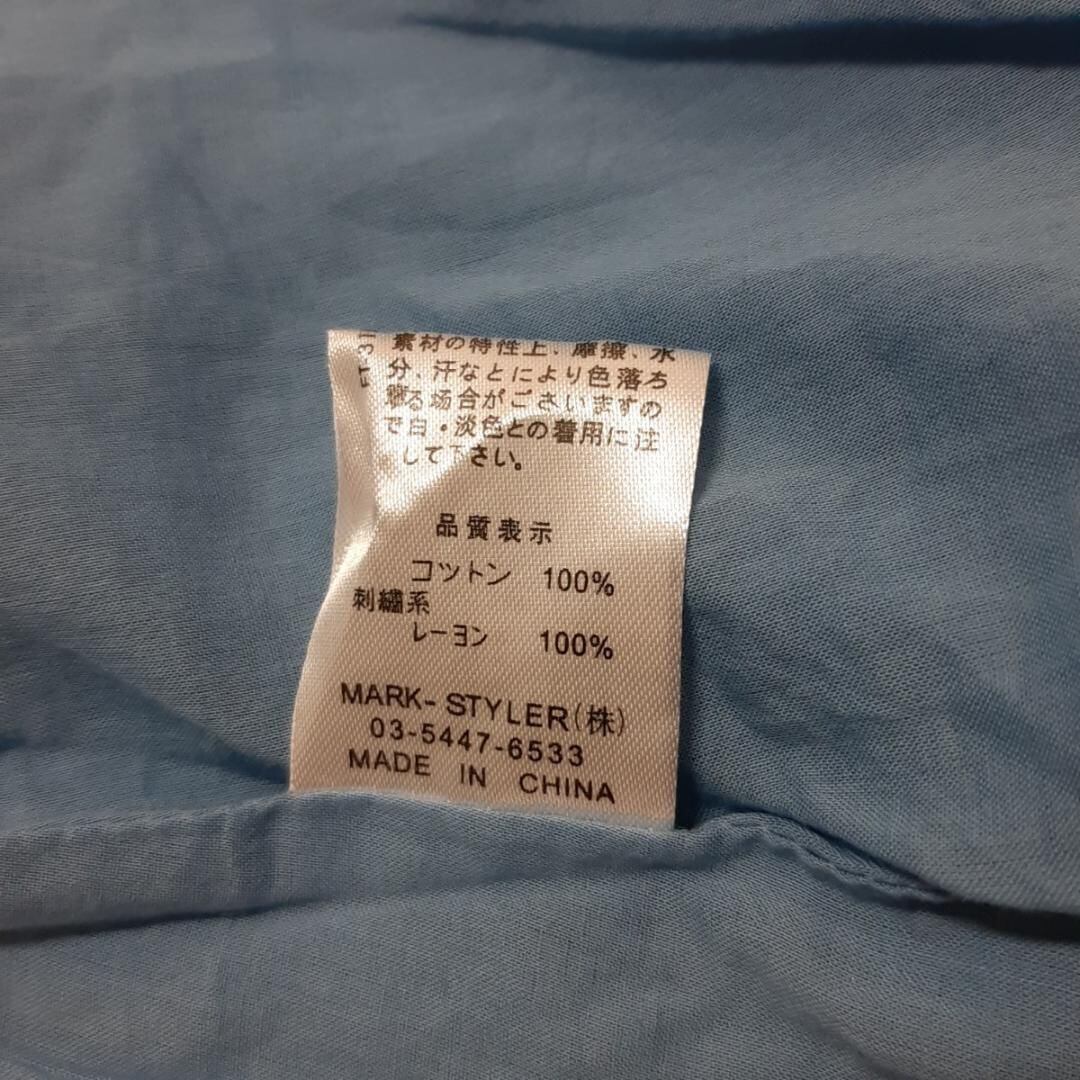 素材の特性上、摩擦、水
分、汗などにより色落ち
する場合がございますの
で白・淡色との着用に注
して下さい。
品質表示
コットン 100%
刺繍系
レーヨン 100%
MARK-STYLER(株)
03-5447-6533
MADE IN CHINA